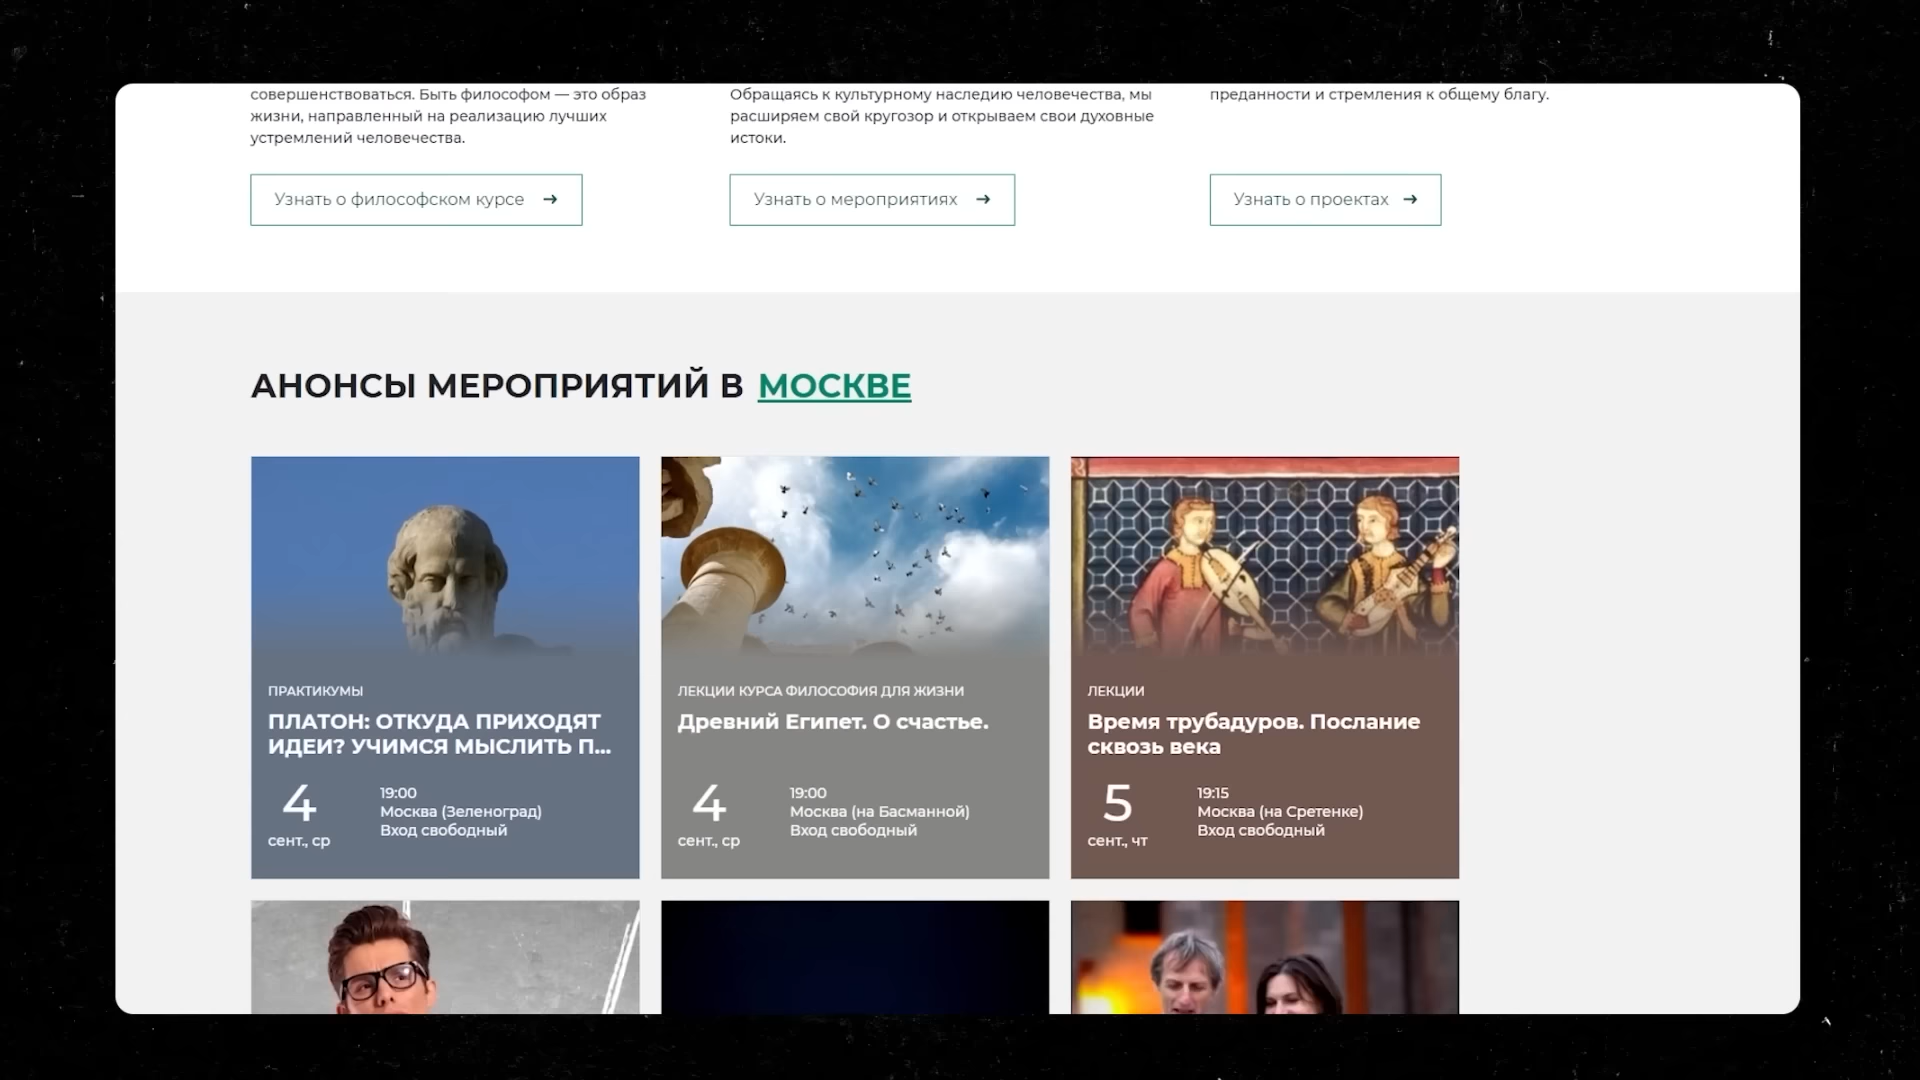 совершенствоваться. Быть философом — это образ
жизни, направленный на реализацию лучших
устремлений человечества.
Узнать о философском курсе →
Обращаясь к культурному наследию человечества, мы
расширяем свой кругозор и открываем свои духовные
истоки.
Узнать о мероприятиях →
преданности и стремления к общему благу.
Узнать о проектах →
АНОНСЫ МЕРОПРИЯТИЙ В МОСКВЕ
ПРАКТИКУМЫ
ПЛАТОН: ОТКУДА ПРИХОДЯТ
ИДЕИ? УЧИМСЯ МЫСЛИТЬ П...
4
сент., ср
19:00
Москва (Зеленоград)
Вход свободный
ЛЕКЦИИ КУРСА ФИЛОСОФИЯ ДЛЯ ЖИЗНИ
Древний Египет. О счастье.
4
сент., ср
19:00
Москва (на Басманной)
Вход свободный
ЛЕКЦИИ
Время трубадуров. Послание
сквозь века
5
сент., чт
19:15
Москва (на Сретенке)
Вход свободный